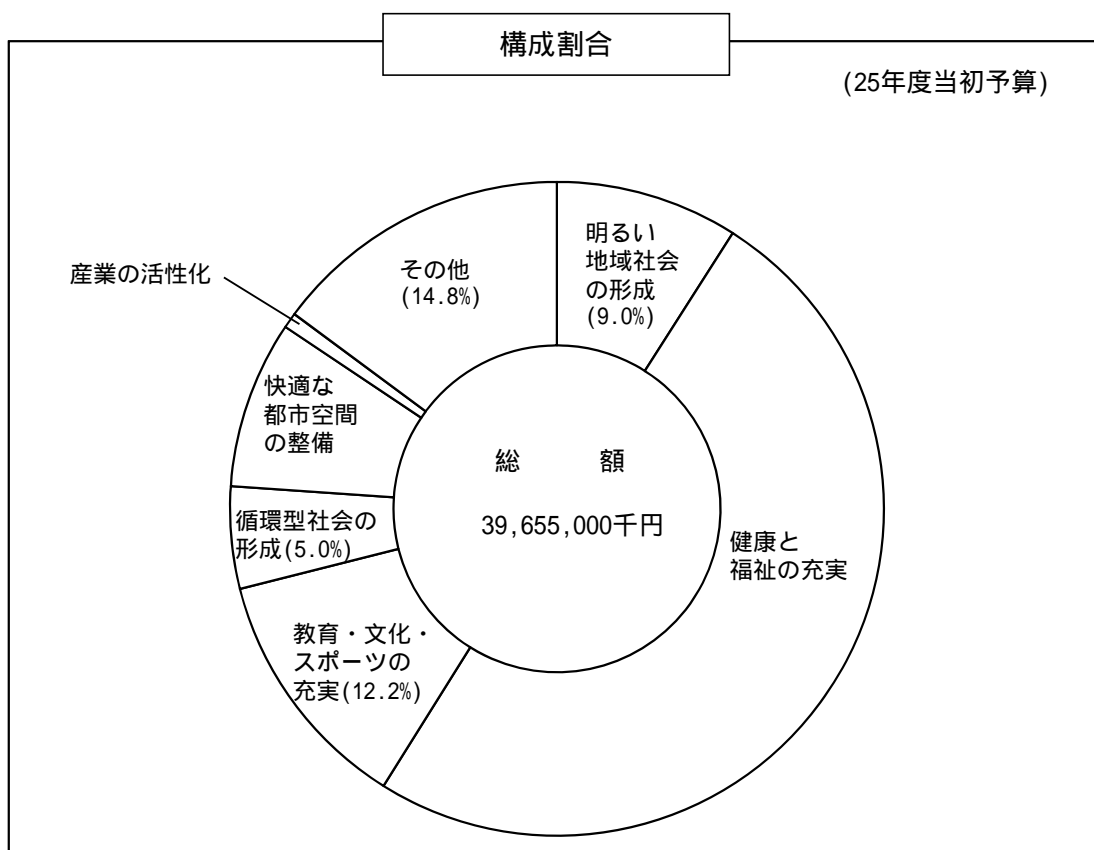 構成割合
(25年度当初予算)
明るい
地域社会
の形成
(9.0%)
健康と
福祉の充実
教育・文化・
スポーツの
充実(12.2%)
循環型社会の
形成(5.0%)
快適な
都市空間
の整備
産業の活性化
その他
(14.8%)
総　額
39,655,000千円